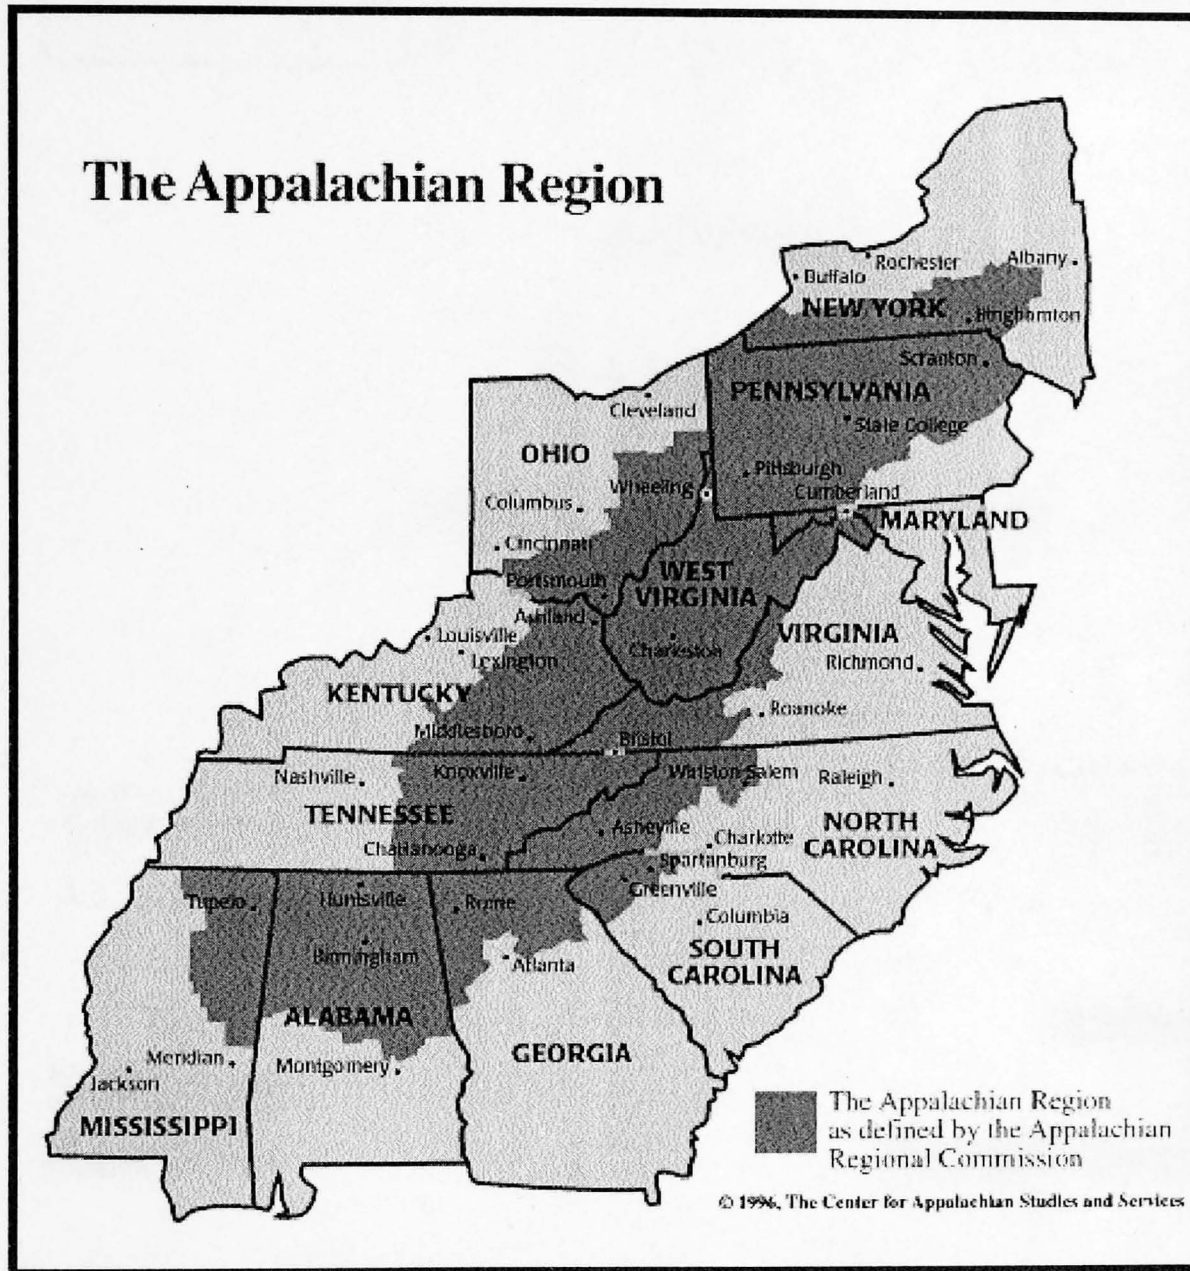 The Appalachian Region
Albany
Rochester
Buffalo
NEW YORK
Binghamton
Scranton
PENNSYLVANIA
Cleveland
State College
OHIO
Pittsburgh
Wheeling
Cumberland
Columbus
MARYLAND
Cincinnati
WEST
VIRGINIA
Portsmouth
Ashland
Louisville
VIRGINIA
Charleston
Lexington
Richmond
KENTUCKY
Roanoke
Middlesboro
Bristol
Nashville
Knoxville
Winston Salem
Raleigh
TENNESSEE
Asheville
NORTH
CAROLINA
Charlotte
Chattanooga
Spartanburg
Greenville
Tupelo
Huntsville
Rome
Columbia
Birmingham
Atlanta
SOUTH
CAROLINA
ALABAMA
GEORGIA
Meridian
Montgomery
Jackson
MISSISSIPPI
The Appalachian Region
as defined by the Appalachian
Regional Commission
© 1996, The Center for Appalachian Studies and Services